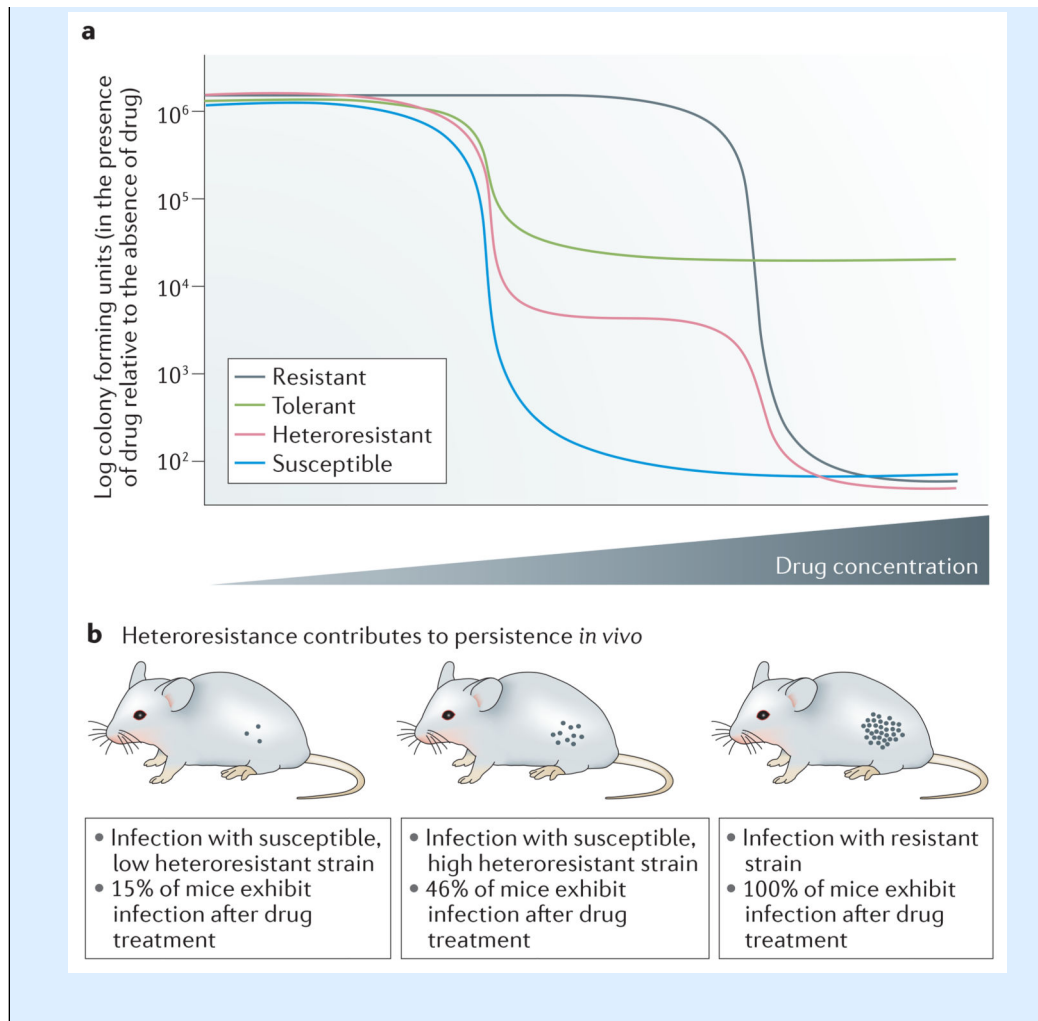 a
Log colony forming units (in the presence
of drug relative to the absence of drug)
10⁶
10⁵
10⁴
10³
10²
Resistant
Tolerant
Heteroresistant
Susceptible
Drug concentration
b Heteroresistance contributes to persistence in vivo
• Infection with susceptible,
low heteroresistant strain
• 15% of mice exhibit
infection after drug
treatment
• Infection with susceptible,
high heteroresistant strain
• 46% of mice exhibit
infection after drug
treatment
• Infection with resistant
strain
• 100% of mice exhibit
infection after drug
treatment